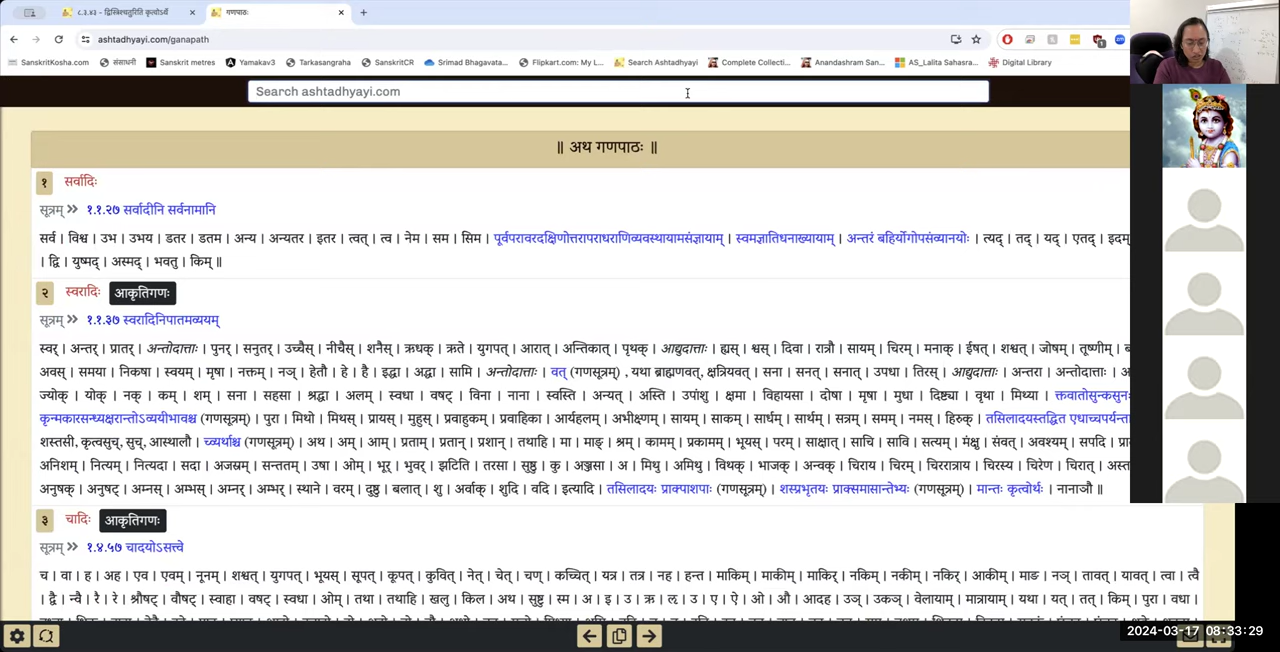 ८.३.४३ - द्विस्त्रिश्चतुरिति कृत्वोऽर्थे
गणपाठः
ashtadhyayi.com/ganapath
SanskritKosha.com संसाधनी Sanskrit metres Yamakav3 Tarkasangraha SanskritCR Srimad Bhagavata... Flipkart.com: My L... Search Ashtadhyayi Complete Collecti... Anandashram San... AS_Lalita Sahasra... Digital Library
Search ashtadhyayi.com
॥ अथ गणपाठः ॥
१ सर्वादिः
सूत्रम् १.१.२७ सर्वादीनि सर्वनामानि
सर्व | विश्व | उभ | उभय | डतर | डतम | अन्य | अन्यतर | इतर | त्वत् | त्व | नेम | सम | सिम | पूर्वपरावरदक्षिणोत्तरापराधराणिव्यवस्थायामसंज्ञायाम् | स्वमज्ञातिधनाख्यायाम् | अन्तरं बहिर्योगोपसंव्यानयोः | त्यद् | तद् | यद् | एतद् | इदम्
| द्वि | युष्मद् | अस्मद् | भवतु | किम् ॥
२ स्वरादिः आकृतिगणः
सूत्रम् १.१.३७ स्वरादिनिपातमव्ययम्
स्वर् | अन्तर् | प्रातर् | अन्तोदात्ताः | पुनर् | सनुतर् | उच्चैस् | नीचैस् | शनैस् | ऋधक् | ऋते | युगपत् | आरात् | अन्तिकात् | पृथक् | आद्युदात्ताः | ह्यस् | श्वस् | दिवा | रात्रौ | सायम् | चिरम् | मनाक् | ईषत् | शश्वत् | जोषम् | तूष्णीम् |
अवस् | समया | निकषा | स्वयम् | मृषा | नक्तम् | नञ् | हेतौ | हे | है | इद्धा | अद्धा | सामि | अन्तोदात्ताः | वत् (गणसूत्रम्) , यथा ब्राह्मणवत्, क्षत्रियवत् | सना | सनत् | सनात् | उपधा | तिरस् | आद्युदात्ताः | अन्तरा | अन्तोदात्ताः |
ज्योक् | योक् | नक् | कम् | शम् | सना | सहसा | श्रद्धा | अलम् | स्वधा | वषट् | विना | नाना | स्वस्ति | अन्यत् | अस्ति | उपांशु | क्षमा | विहायसा | दोषा | मृषा | मुधा | दिष्ट्या | वृथा | मिथ्या | क्त्वातोसुन्कसुनः
कृन्मकारसन्ध्यक्षरान्तोऽव्ययीभावश्च (गणसूत्रम्) | पुरा | मिथो | मिथस् | प्रायस् | मुहुस् | प्रवाहुकम् | प्रवाहिका | आर्यहलम् | अभीक्ष्णम् | सायम् | साकम् | सार्धम् | सार्थम् | सत्रम् | समम् | नमस् | हिरुक् | तसिलादयस्तद्धित एधाच्पर्यन्ता
शस्तसी, कृत्वसुच्, सुच्, आस्थालौ | च्व्यर्थाश्च (गणसूत्रम्) | अथ | अम् | आम् | प्रताम् | प्रतान् | प्रशान् | तथाहि | मा | माङ् | श्रम् | कामम् | प्रकामम् | भूयस् | परम् | साक्षात् | साचि | सावि | सत्यम् | मंक्षु | संवत् | अवश्यम् | सपदि |
अनिशम् | नित्यम् | नित्यदा | सदा | अजस्रम् | सन्ततम् | उषा | ओम् | भूर् | भुवर् | झटिति | तरसा | सुष्ठु | कु | अञ्जसा | अ | मिथु | अमिथु | विथक् | भाजक् | अन्वक् | चिराय | चिरम् | चिररात्राय | चिरस्य | चिरेण | चिरात् |
अनुषक् | अनुषट् | अम्नस् | अम्भस् | अम्नर् | अम्भर् | स्थाने | वरम् | दुष्ठु | बलात् | शु | अर्वाक् | शुदि | वदि | इत्यादि | तसिलादयः प्राक्पाशपाः (गणसूत्रम्) | शस्प्रभृतयः प्राक्समासान्तेभ्यः (गणसूत्रम्) | मान्तः कृत्वोर्थः | नानाञौ ॥
३ चादिः आकृतिगणः
सूत्रम् १.४.५७ चादयोऽसत्त्वे
च | वा | ह | अह | एव | एवम् | नूनम् | शश्वत् | युगपत् | भूयस् | सूपत् | कूपत् | कुवित् | नेत् | चेत् | चण् | कच्चित् | यत्र | तत्र | नह | हन्त | माकिम् | माकीम् | माकिर् | नकिम् | नकीम् | नकिर् | आकीम् | माङ | नञ् | तावत् | यावत् | त्वा | त्वै
| द्वै | न्वै | रै | रे | श्रौषट् | वौषट् | स्वाहा | वषट् | स्वधा | ओम् | तथा | तथाहि | खलु | किल | अथ | सुष्टु | स्म | अ | इ | उ | ऋ | ऌ | उ | ए | ऐ | ओ | औ | आदह | उञ् | उकञ् | वेलायाम् | मात्रायाम् | यथा | यत् | तत् | किम् | पुरा | वधा |
2024-03-17 08:33:29